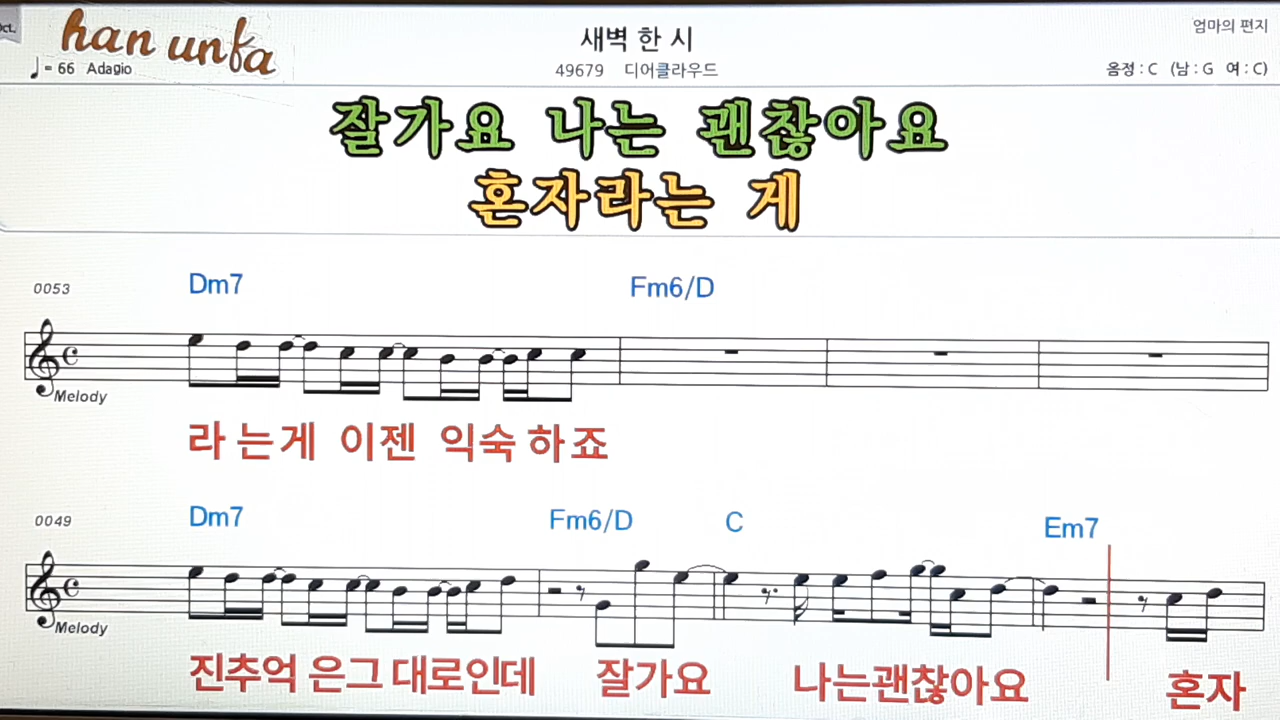 Oct.
han unfa
새벽 한 시
엄마의 편지
♩= 66 Adagio
49679 디어클라우드
음정 : C (남 : G 여 : C)
잘가요 나는 괜찮아요
혼자라는 게
0053 Dm7 Fm6/D
Melody
라 는게 이젠 익숙 하죠
0049 Dm7 Fm6/D C Em7
Melody
진추억 은그 대로인데 잘가요 나는괜찮아요 혼자